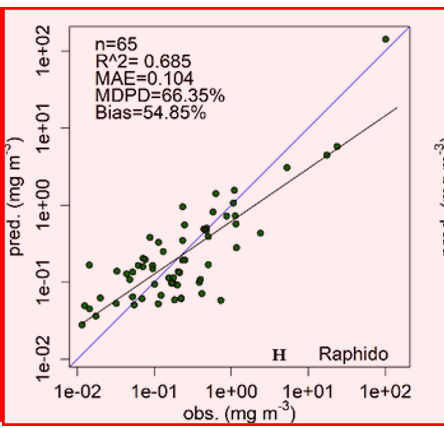 n=65
R^2= 0.685
MAE=0.104
MDPD=66.35%
Bias=54.85%
1e+02
1e+01
1e+00
1e-01
1e-02
pred. (mg m⁻³)
H Raphido
1e-02 1e-01 1e+00 1e+01 1e+02
obs. (mg m⁻³)